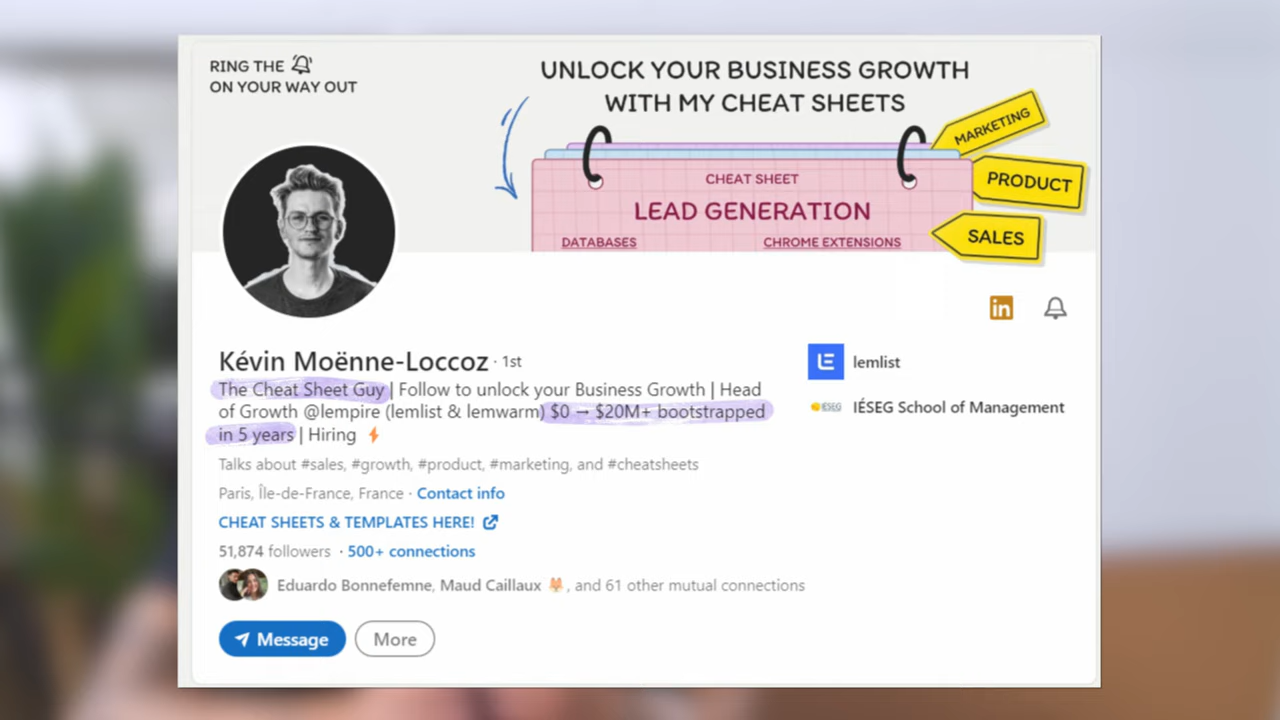 RING THE
ON YOUR WAY OUT
UNLOCK YOUR BUSINESS GROWTH
WITH MY CHEAT SHEETS
MARKETING
PRODUCT
SALES
CHEAT SHEET
LEAD GENERATION
DATABASES CHROME EXTENSIONS
in
Kévin Moënne-Loccoz · 1st
The Cheat Sheet Guy | Follow to unlock your Business Growth | Head
of Growth @lempire (lemlist & lemwarm) $0 → $20M+ bootstrapped
in 5 years | Hiring ⚡
lemlist
IÉSEG
IÉSEG School of Management
Talks about #sales, #growth, #product, #marketing, and #cheatsheets
Paris, Île-de-France, France · Contact info
CHEAT SHEETS & TEMPLATES HERE!
51,874 followers · 500+ connections
Eduardo Bonnefemne, Maud Caillaux 🦊, and 61 other mutual connections
Message
More